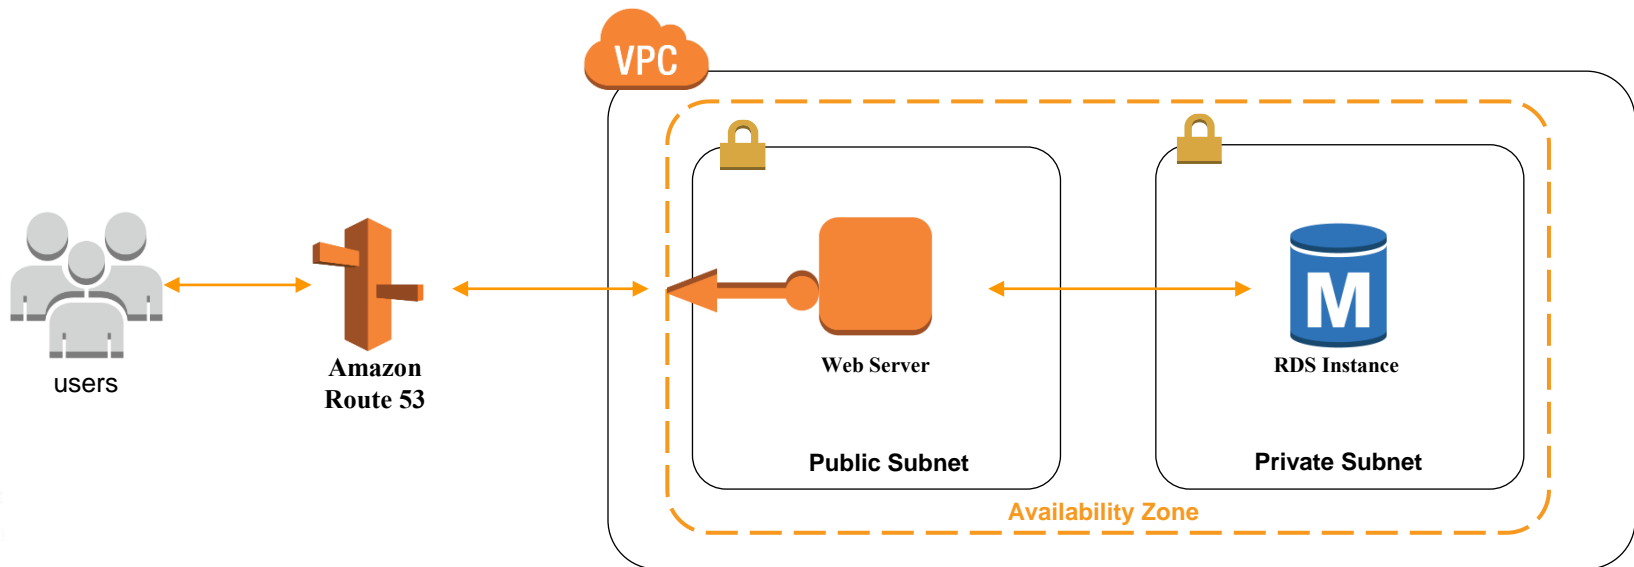 VPC
users
Amazon
Route 53
Web Server
Public Subnet
M
RDS Instance
Private Subnet
Availability Zone